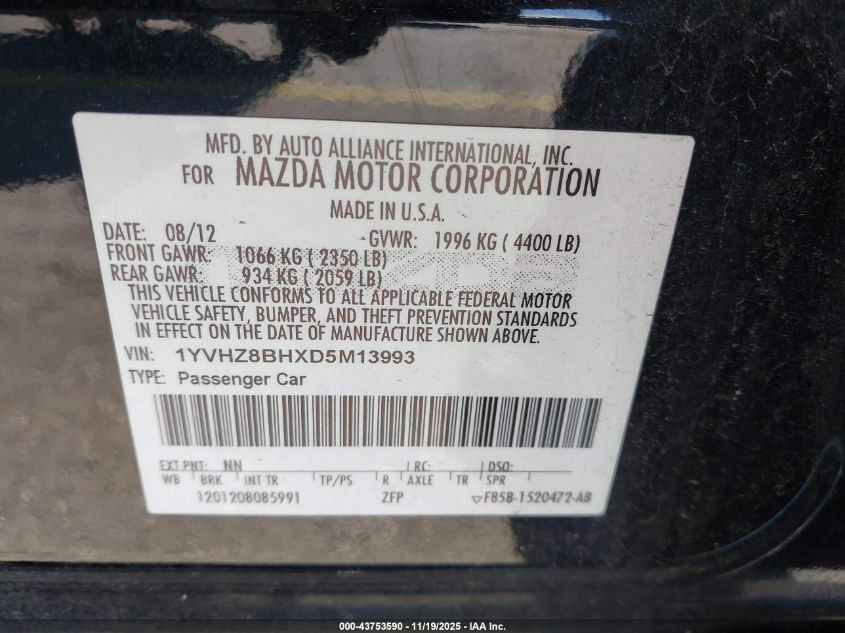 MFD. BY AUTO ALLIANCE INTERNATIONAL, INC.
FOR MAZDA MOTOR CORPORATION
MADE IN U.S.A.
DATE: 08/12 GVWR: 1996 KG ( 4400 LB)
FRONT GAWR: 1066 KG ( 2350 LB)
REAR GAWR: 934 KG ( 2059 LB)
THIS VEHICLE CONFORMS TO ALL APPLICABLE FEDERAL MOTOR
VEHICLE SAFETY, BUMPER, AND THEFT PREVENTION STANDARDS
IN EFFECT ON THE DATE OF MANUFACTURE SHOWN ABOVE.
VIN: 1YVHZ8BHXD5M13993
TYPE: Passenger Car
EXT PNT: NN RC: DSO:
WB BRK INT TR TP/PS R AXLE TR SPR
1201208085991 ZFP ▽F85B-1520472-AB
000-43753590 - 11/19/2025 - IAA Inc.